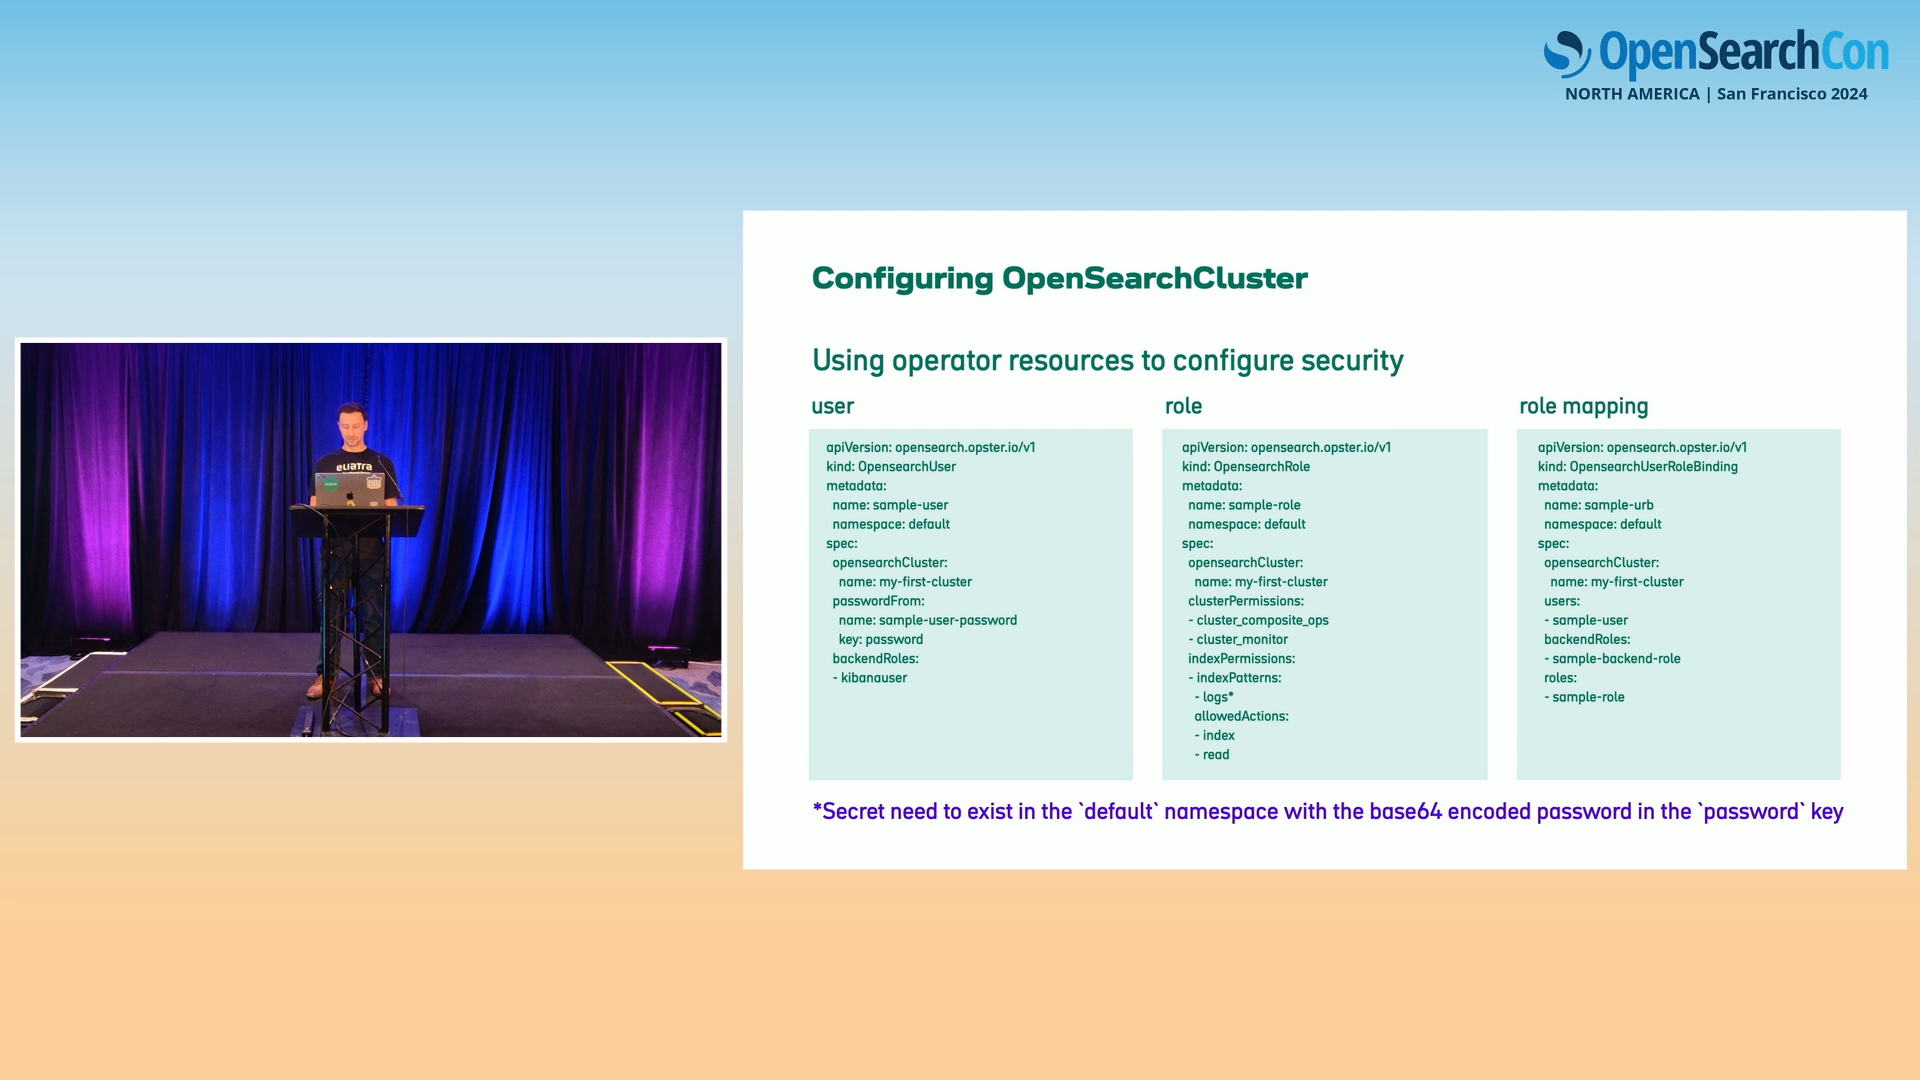 OpenSearchCon
NORTH AMERICA | San Francisco 2024
eliatra
Configuring OpenSearchCluster
Using operator resources to configure security
user
apiVersion: opensearch.opster.io/v1
kind: OpensearchUser
metadata:
  name: sample-user
  namespace: default
spec:
  opensearchCluster:
    name: my-first-cluster
  passwordFrom:
    name: sample-user-password
    key: password
  backendRoles:
  - kibanauser
role
apiVersion: opensearch.opster.io/v1
kind: OpensearchRole
metadata:
  name: sample-role
  namespace: default
spec:
  opensearchCluster:
    name: my-first-cluster
  clusterPermissions:
  - cluster_composite_ops
  - cluster_monitor
  indexPermissions:
  - indexPatterns:
    - logs*
    allowedActions:
    - index
    - read
role mapping
apiVersion: opensearch.opster.io/v1
kind: OpensearchUserRoleBinding
metadata:
  name: sample-urb
  namespace: default
spec:
  opensearchCluster:
    name: my-first-cluster
  users:
  - sample-user
  backendRoles:
  - sample-backend-role
  roles:
  - sample-role
*Secret need to exist in the `default` namespace with the base64 encoded password in the `password` key